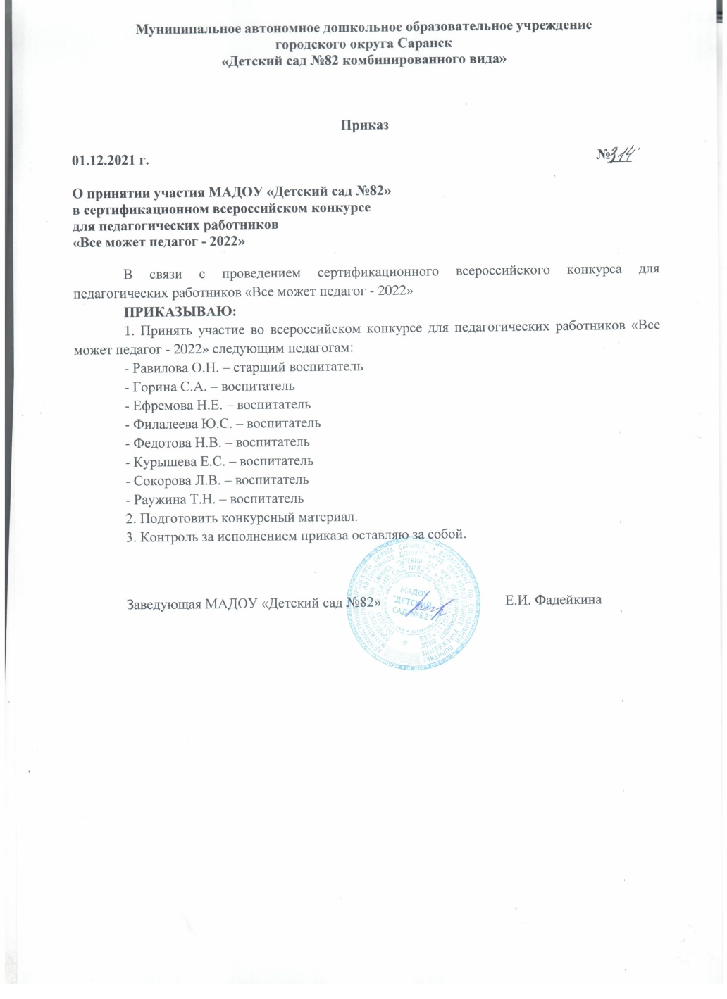 Муниципальное автономное дошкольное образовательное учреждение
городского округа Саранск
«Детский сад №82 комбинированного вида»
Приказ
01.12.2021 г.
№314
О принятии участия МАДОУ «Детский сад №82»
в сертификационном всероссийском конкурсе
для педагогических работников
«Все может педагог - 2022»
В связи с проведением сертификационного всероссийского конкурса для
педагогических работников «Все может педагог - 2022»
ПРИКАЗЫВАЮ:
1. Принять участие во всероссийском конкурсе для педагогических работников «Все
может педагог - 2022» следующим педагогам:
- Равилова О.Н. – старший воспитатель
- Горина С.А. – воспитатель
- Ефремова Н.Е. – воспитатель
- Филалеева Ю.С. – воспитатель
- Федотова Н.В. – воспитатель
- Курышева Е.С. – воспитатель
- Сокорова Л.В. – воспитатель
- Раужина Т.Н. – воспитатель
2. Подготовить конкурсный материал.
3. Контроль за исполнением приказа оставляю за собой.
Заведующая МАДОУ «Детский сад №82»
Е.И. Фадейкина
МАДОУ
"ДЕТСКИЙ
САД №82"